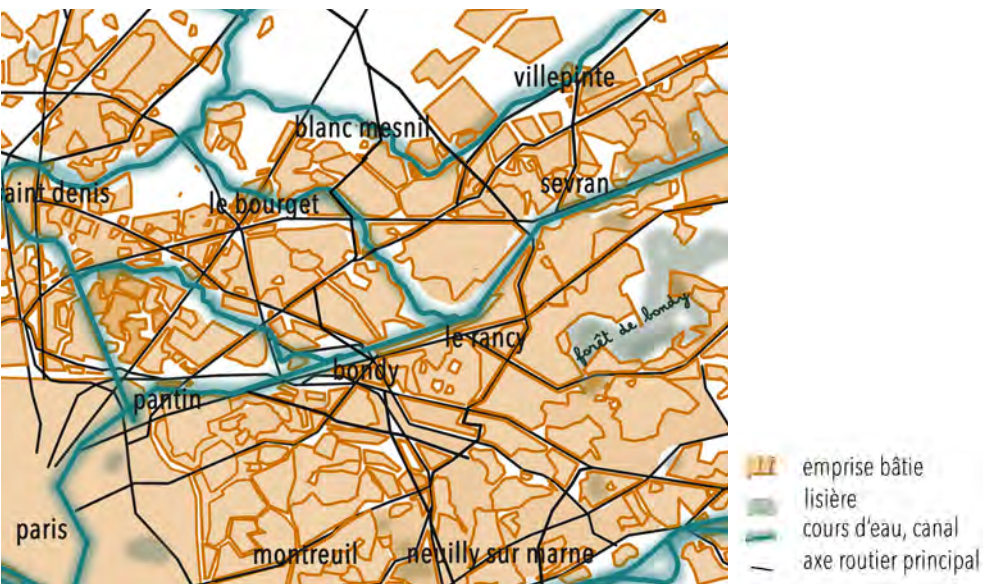 villepinte
blanc mesnil
sevran
aint denis
le bourget
forêt de bondy
le rancy
bondy
pantin
paris
montreuil
neuilly sur marne
emprise bâtie
lisière
cours d'eau, canal
axe routier principal